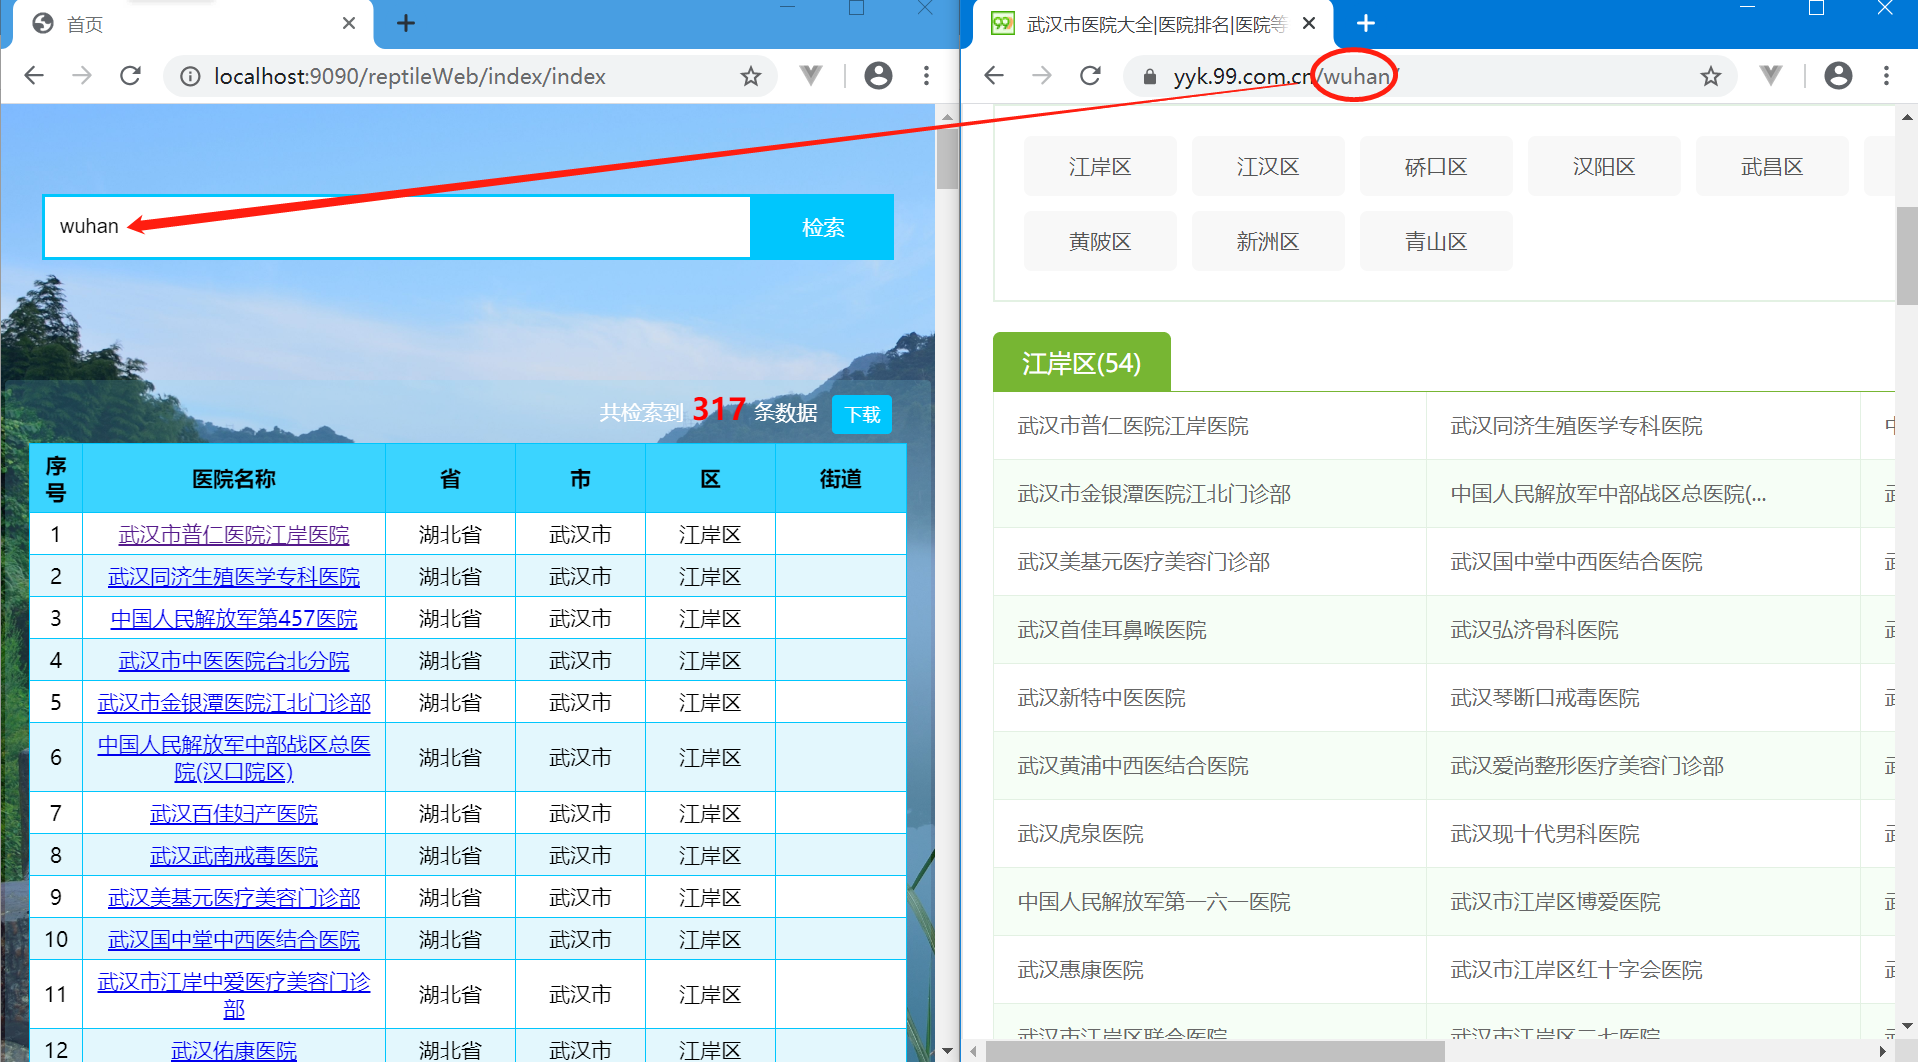 首页
localhost:9090/reptileWeb/index/index
wuhan
检索
共检索到 317 条数据
下载
序号 医院名称 省 市 区 街道
1 武汉市普仁医院江岸医院 湖北省 武汉市 江岸区
2 武汉同济生殖医学专科医院 湖北省 武汉市 江岸区
3 中国人民解放军第457医院 湖北省 武汉市 江岸区
4 武汉市中医医院台北分院 湖北省 武汉市 江岸区
5 武汉市金银潭医院江北门诊部 湖北省 武汉市 江岸区
6 中国人民解放军中部战区总医院(汉口院区) 湖北省 武汉市 江岸区
7 武汉百佳妇产医院 湖北省 武汉市 江岸区
8 武汉武南戒毒医院 湖北省 武汉市 江岸区
9 武汉美基元医疗美容门诊部 湖北省 武汉市 江岸区
10 武汉国中堂中西医结合医院 湖北省 武汉市 江岸区
11 武汉市江岸中爱医疗美容门诊部 湖北省 武汉市 江岸区
12 武汉佑康医院 湖北省 武汉市 江岸区
99 武汉市医院大全|医院排名|医院等
yyk.99.com.cn/wuhan/
江岸区 江汉区 硚口区 汉阳区 武昌区
黄陂区 新洲区 青山区
江岸区(54)
武汉市普仁医院江岸医院 武汉同济生殖医学专科医院
武汉市金银潭医院江北门诊部 中国人民解放军中部战区总医院(...
武汉美基元医疗美容门诊部 武汉国中堂中西医结合医院
武汉首佳耳鼻喉医院 武汉弘济骨科医院
武汉新特中医医院 武汉琴断口戒毒医院
武汉黄浦中西医结合医院 武汉爱尚整形医疗美容门诊部
武汉虎泉医院 武汉现十代男科医院
中国人民解放军第一六一医院 武汉市江岸区博爱医院
武汉惠康医院 武汉市江岸区红十字会医院
武汉市江岸区联合医院 武汉市江岸区二七医院